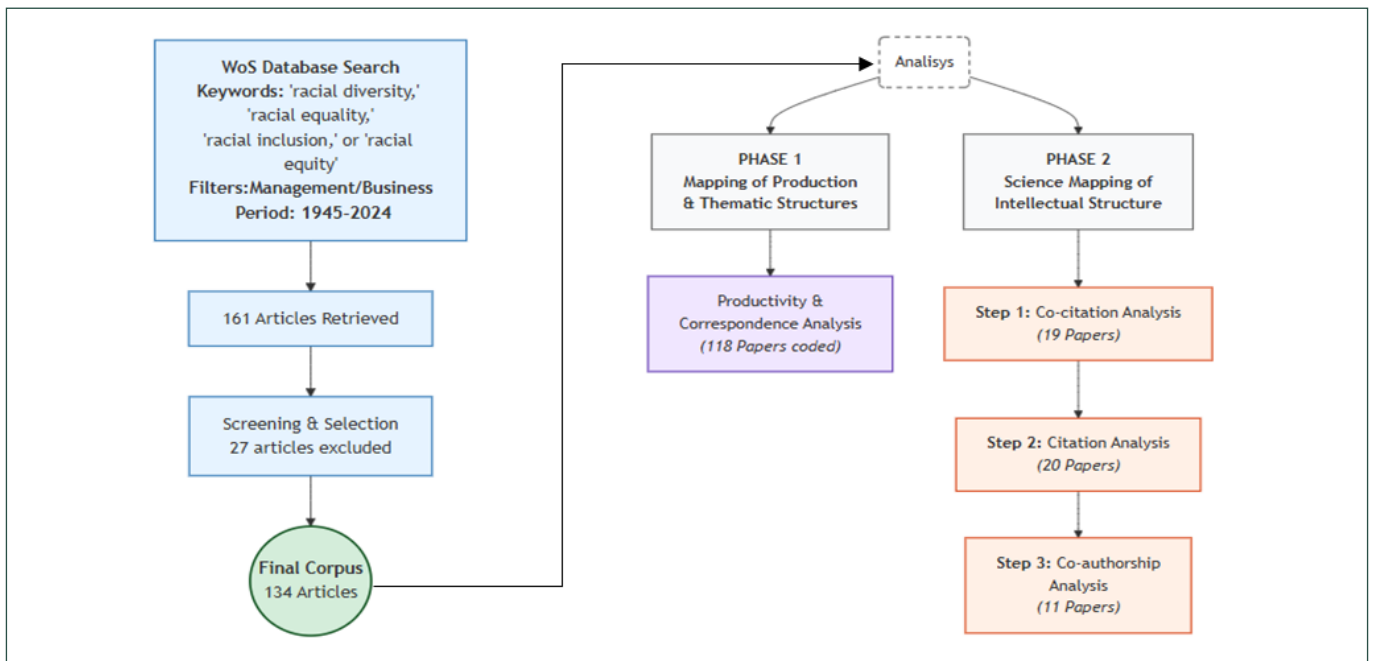 WoS Database Search
Keywords: 'racial diversity,'
'racial equality,'
'racial inclusion,' or 'racial
equity'
Filters:Management/Business
Period: 1945-2024
161 Articles Retrieved
Screening & Selection
27 articles excluded
Final Corpus
134 Articles
Analisys
PHASE 1
Mapping of Production
& Thematic Structures
Productivity &
Correspondence Analysis
(118 Papers coded)
PHASE 2
Science Mapping of
Intellectual Structure
Step 1: Co-citation Analysis
(19 Papers)
Step 2: Citation Analysis
(20 Papers)
Step 3: Co-authorship
Analysis
(11 Papers)